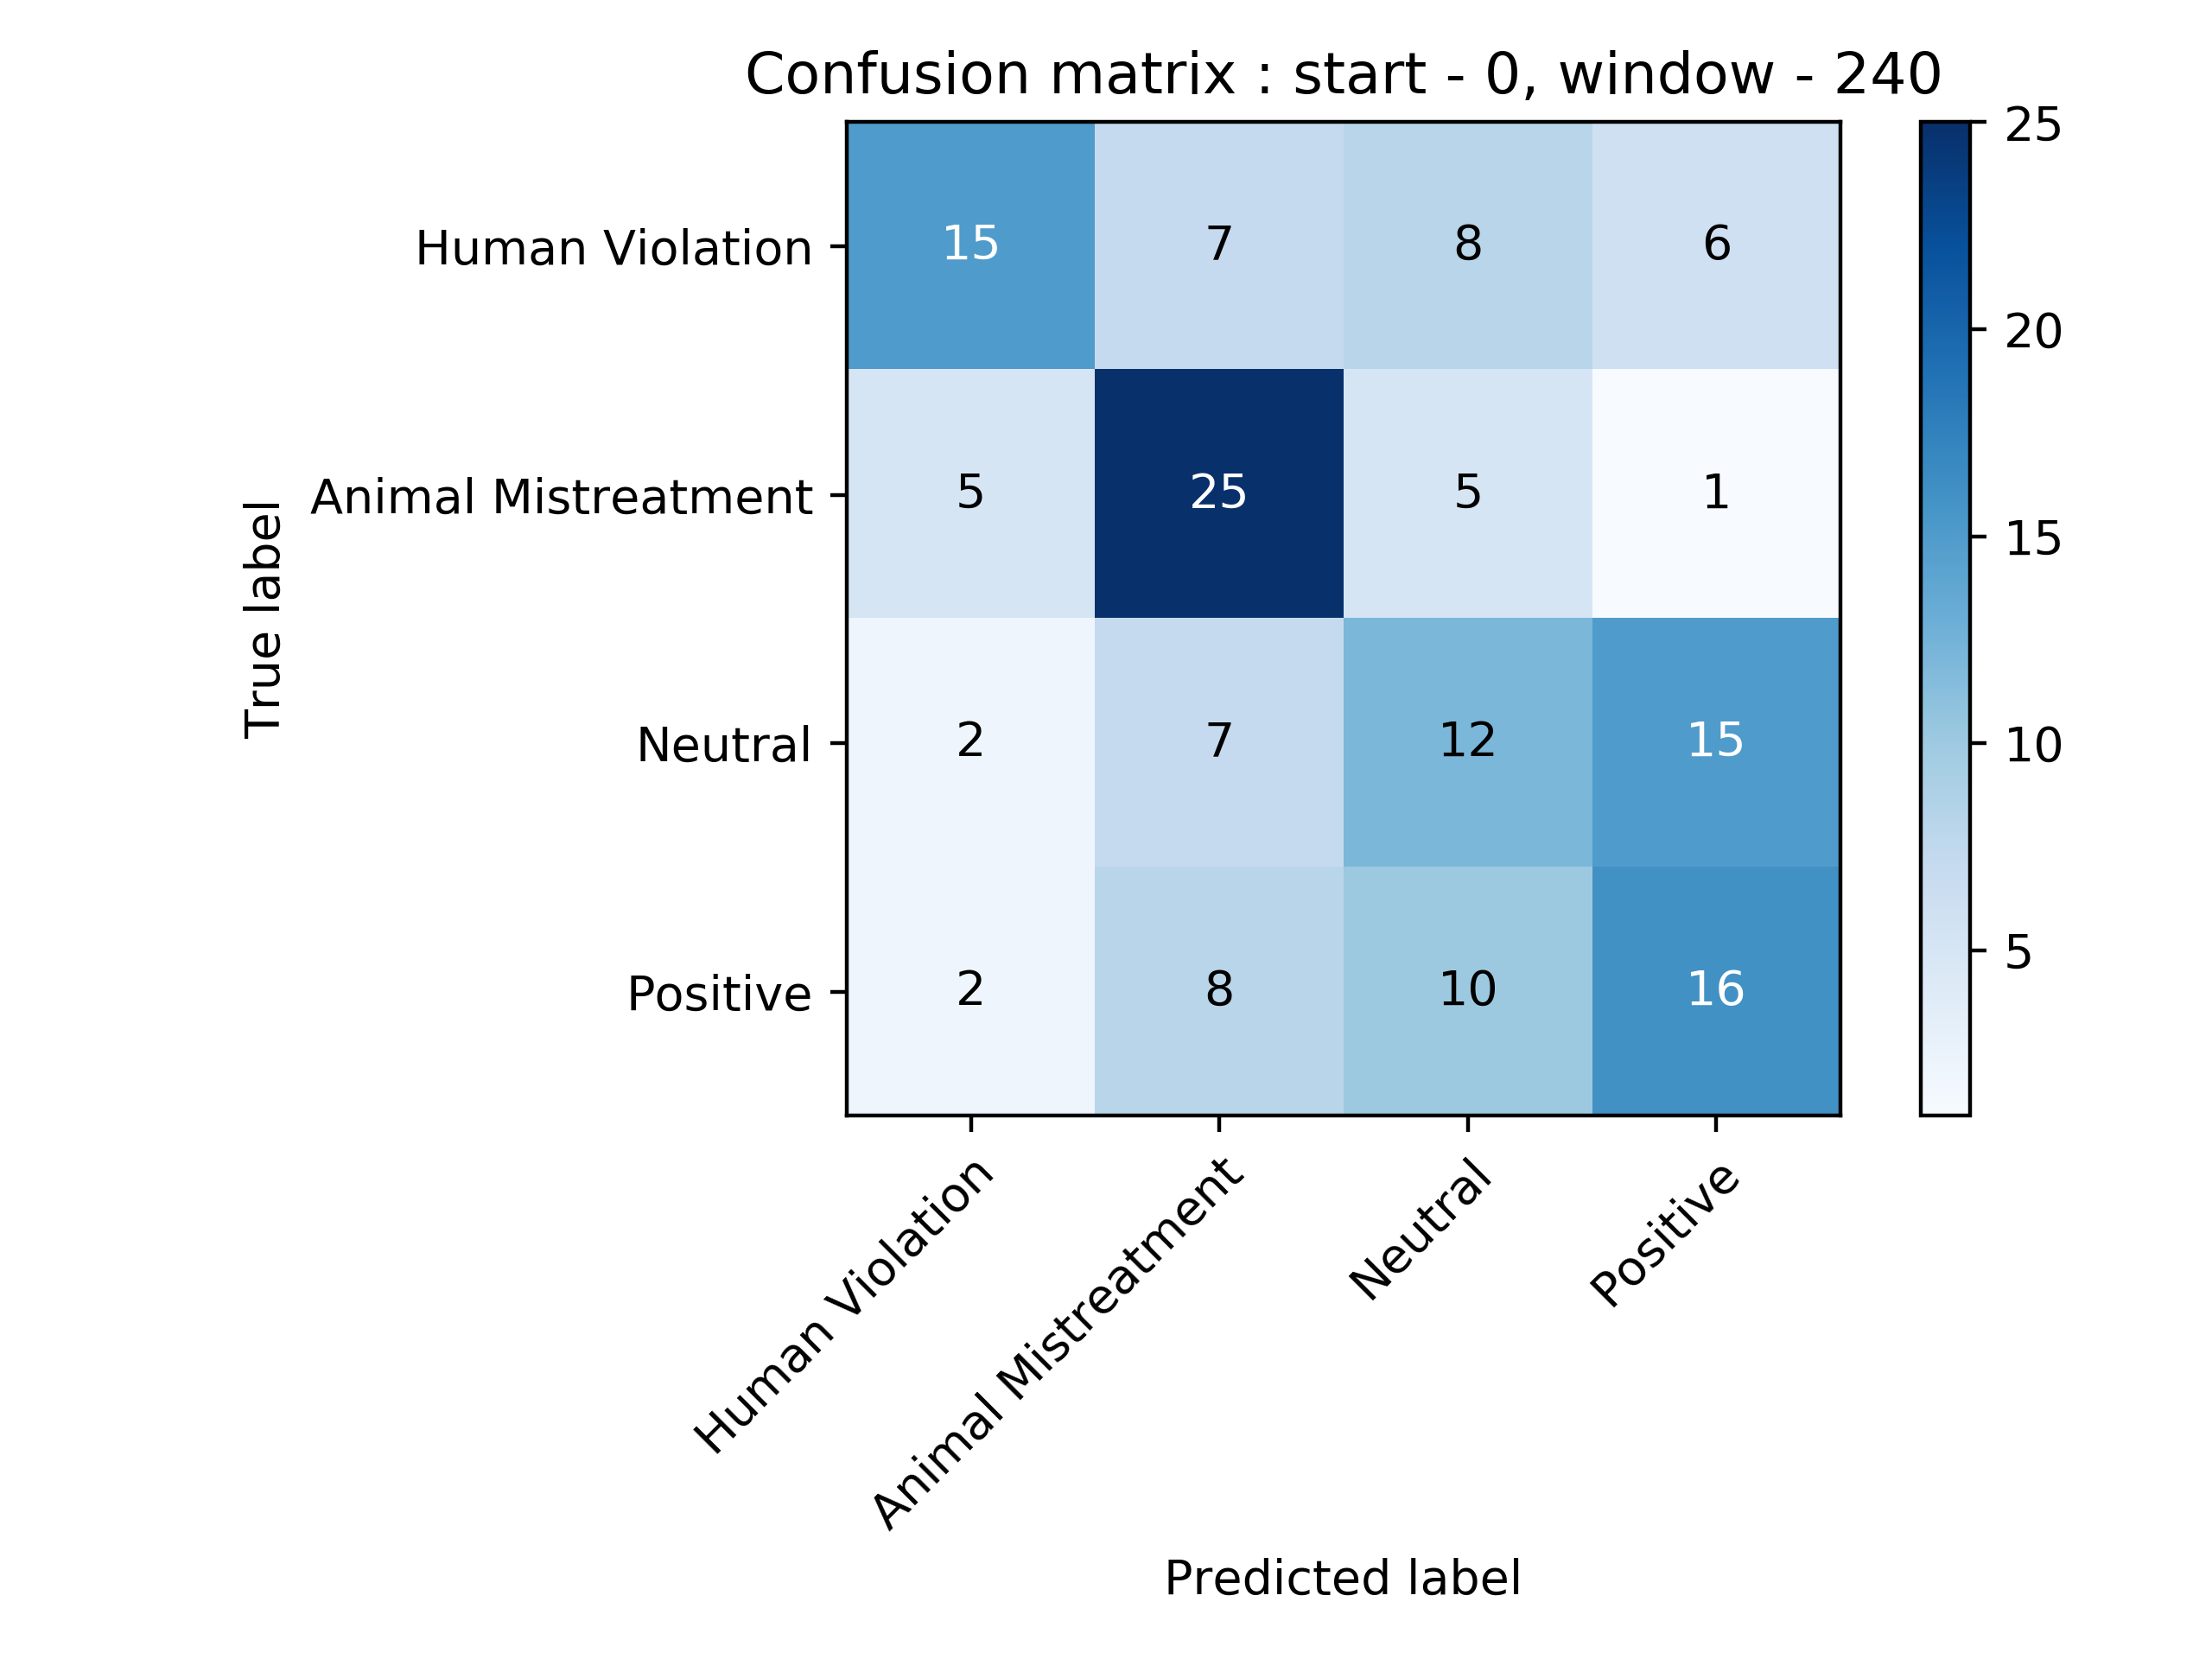 Confusion matrix : start - 0, window - 240
True label
Human Violation
15 7 8 6
Animal Mistreatment
5 25 5 1
Neutral
2 7 12 15
Positive
2 8 10 16
25
20
15
10
5
Human Violation
Animal Mistreatment
Neutral
Positive
Predicted label